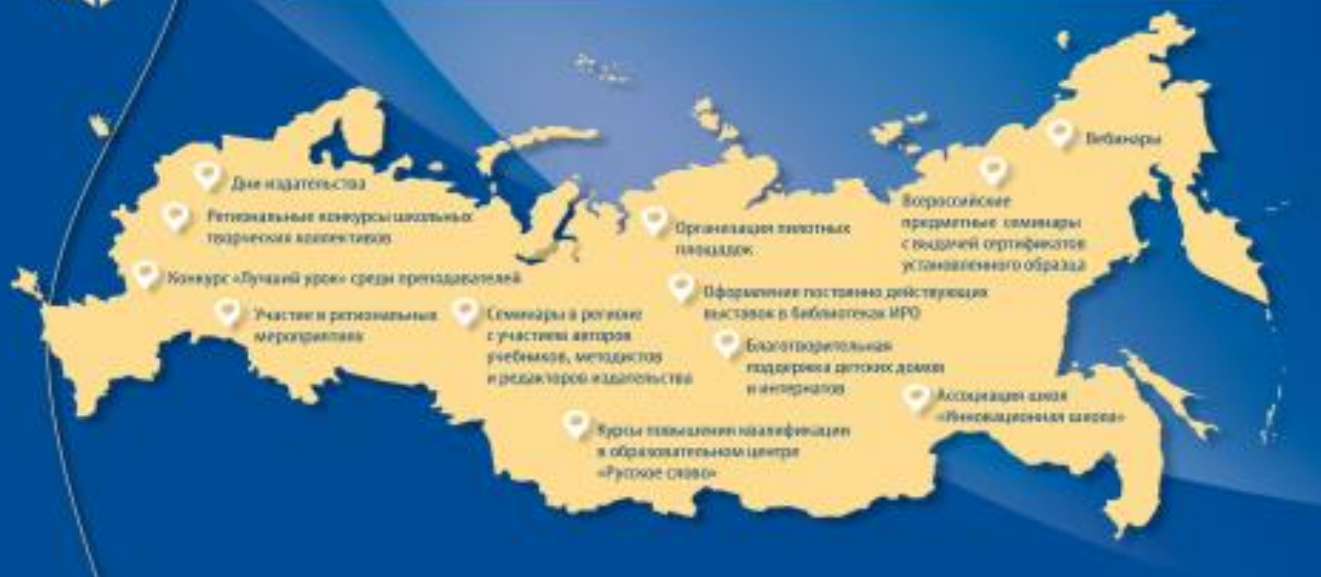 Дни издательства
Региональные конкурсы школьных
творческих коллективов
Конкурс «Лучший урок» среди преподавателей
Участие в региональных
мероприятиях
Семинары в регионе
с участием авторов
учебников, методистов
и редакторов издательства
Курсы повышения квалификации
в образовательном центре
«Русское слово»
Организация пилотных
площадок
Оформление постоянно действующих
выставок в библиотеках ИРО
Благотворительная
поддержка детских домов
и интернатов
Всероссийские
предметные семинары
с выдачей сертификатов
установленного образца
Вебинары
Ассоциация школ
«Инновационная школа»